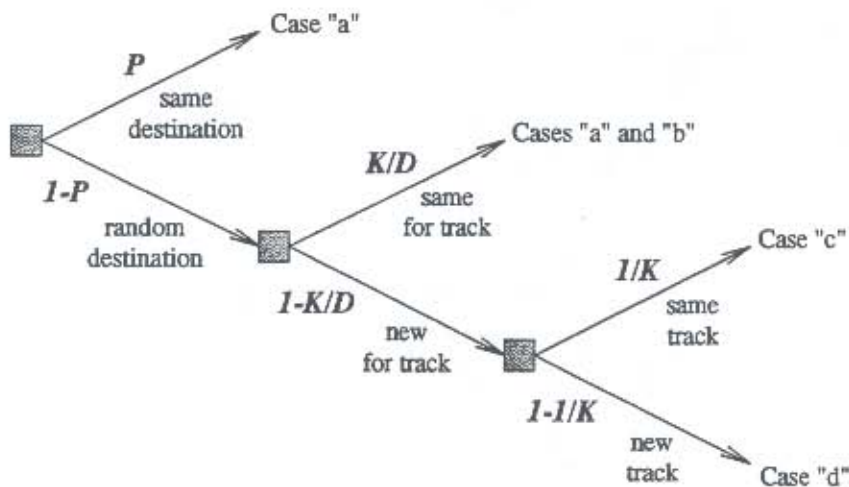 Case "a"
P
same
destination
Cases "a" and "b"
K/D
1-P
same
for track
random
destination
Case "c"
1/K
1-K/D
same
track
new
for track
1-1/K
new
track
Case "d"